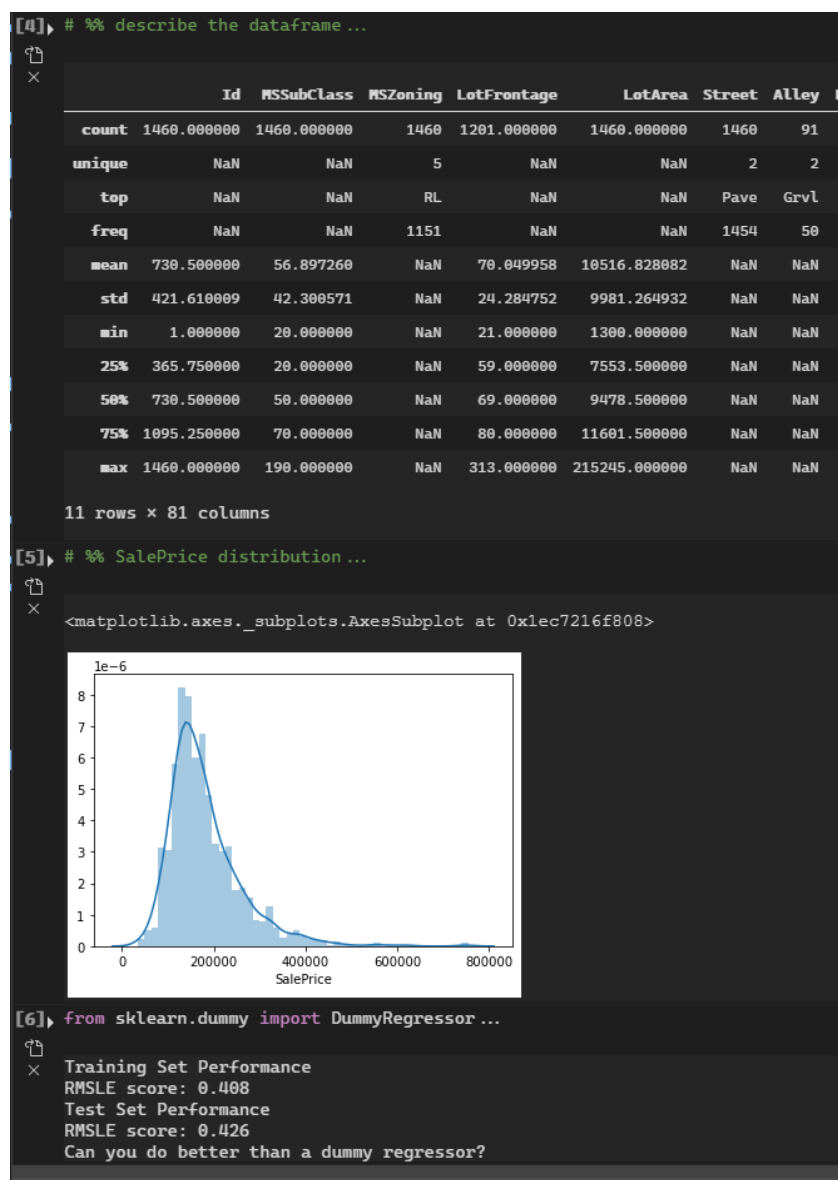 [4] # %% describe the dataframe...
Id MSSubClass MSZoning LotFrontage LotArea Street Alley
count 1460.000000 1460.000000 1460 1201.000000 1460.000000 1460 91
unique NaN NaN 5 NaN NaN 2 2
top NaN NaN RL NaN NaN Pave Grvl
freq NaN NaN 1151 NaN NaN 1454 50
mean 730.500000 56.897260 NaN 70.049958 10516.828082 NaN NaN
std 421.610009 42.300571 NaN 24.284752 9981.264932 NaN NaN
min 1.000000 20.000000 NaN 21.000000 1300.000000 NaN NaN
25% 365.750000 20.000000 NaN 59.000000 7553.500000 NaN NaN
50% 730.500000 50.000000 NaN 69.000000 9478.500000 NaN NaN
75% 1095.250000 70.000000 NaN 80.000000 11601.500000 NaN NaN
max 1460.000000 190.000000 NaN 313.000000 215245.000000 NaN NaN
11 rows × 81 columns
[5] # %% SalePrice distribution...
<matplotlib.axes._subplots.AxesSubplot at 0x1ec7216f808>
1e−6
8
7
6
5
4
3
2
1
0
0 200000 400000 600000 800000
SalePrice
[6] from sklearn.dummy import DummyRegressor...
Training Set Performance
RMSLE score: 0.408
Test Set Performance
RMSLE score: 0.426
Can you do better than a dummy regressor?